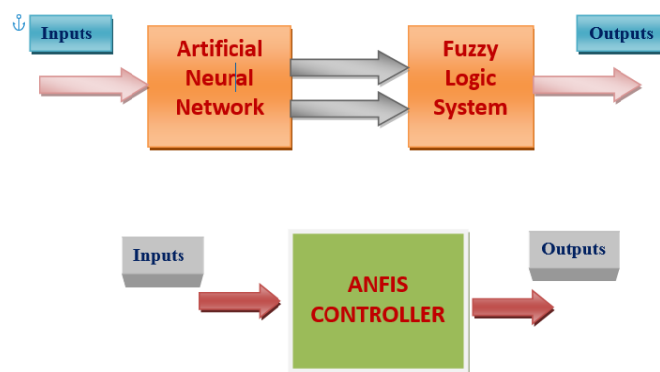 Inputs
Artificial
Neural
Network
Fuzzy
Logic
System
Outputs
Inputs
ANFIS
CONTROLLER
Outputs